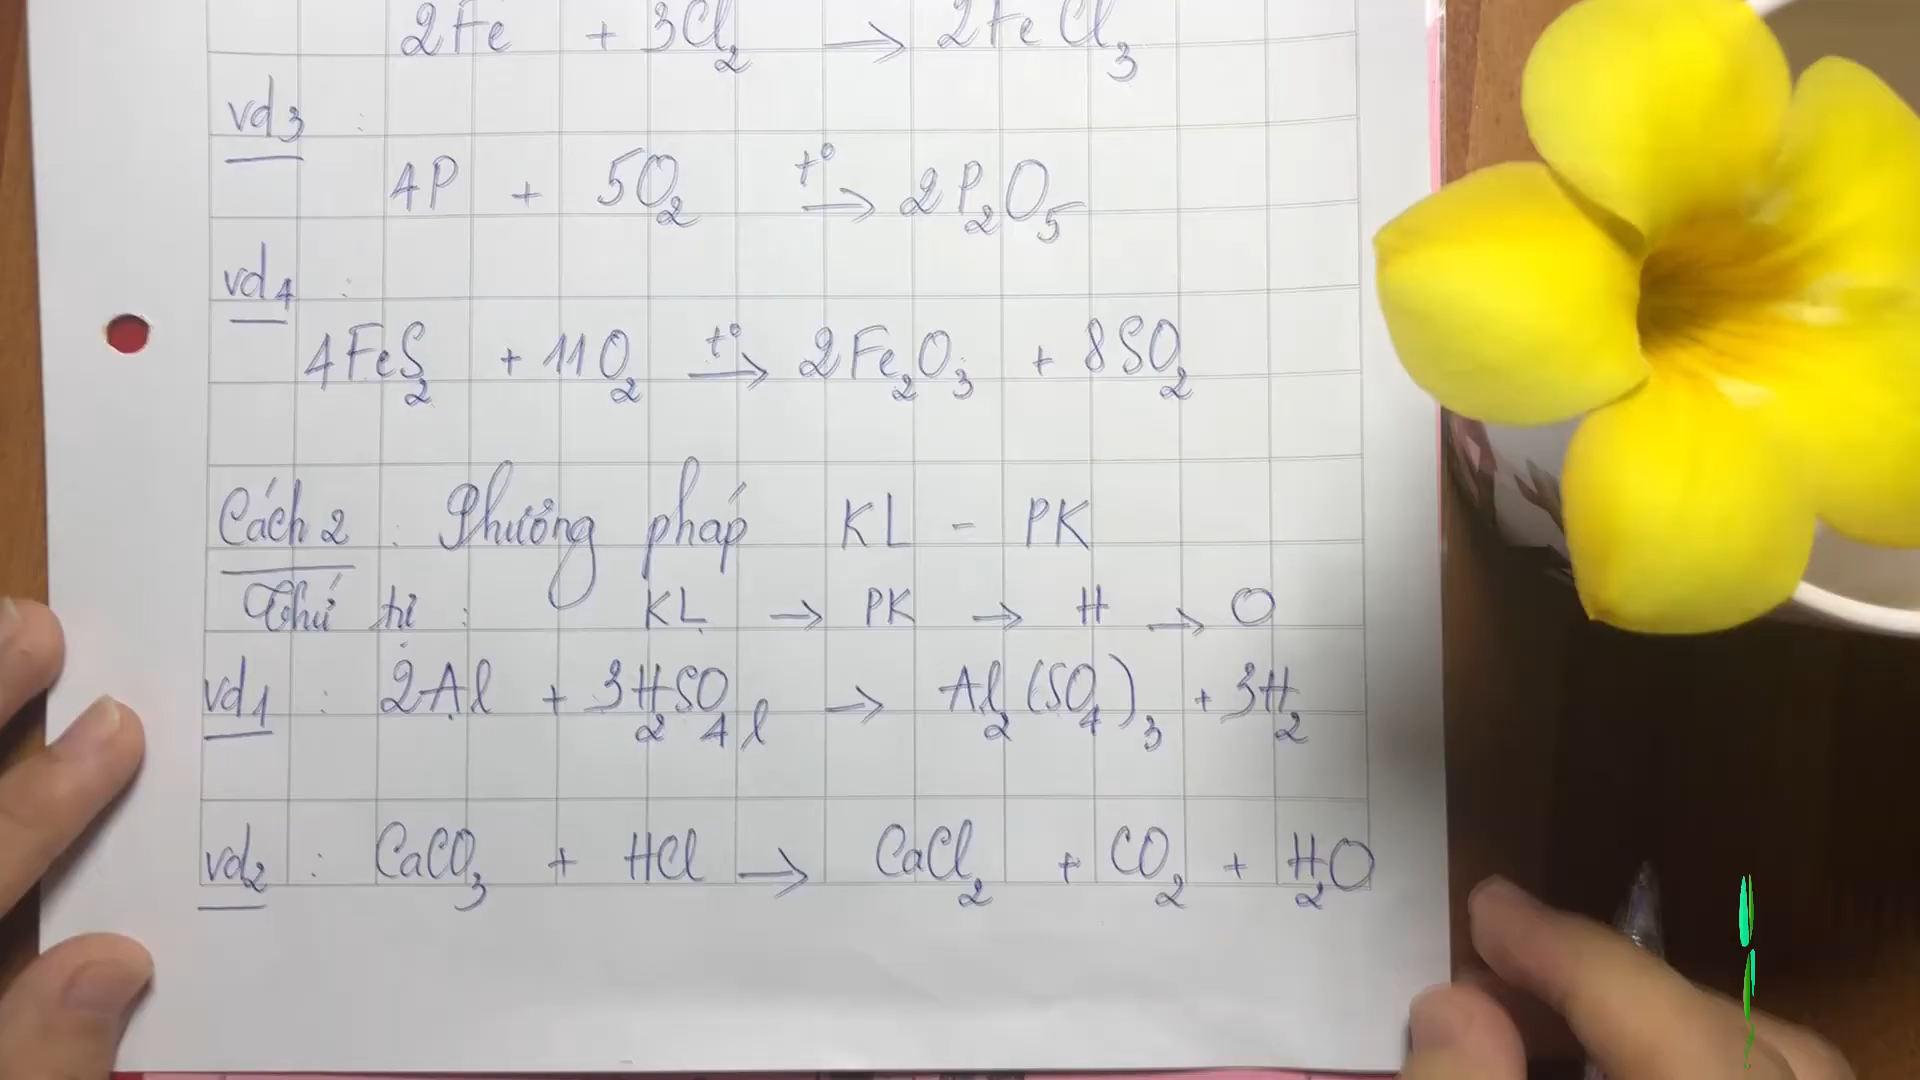 2Fe + 3Cl₂ → 2FeCl₃
vd3 :
4P + 5O₂ t° → 2P₂O₅
vd4 :
4FeS₂ + 11O₂ t° → 2Fe₂O₃ + 8SO₂
Cách 2 : Phương pháp KL - PK
Thứ tự : KL → PK → H → O
vd1 : 2Al + 3H₂SO₄ l → Al₂(SO₄)₃ + 3H₂
vd2 : CaCO₃ + HCl → CaCl₂ + CO₂ + H₂O